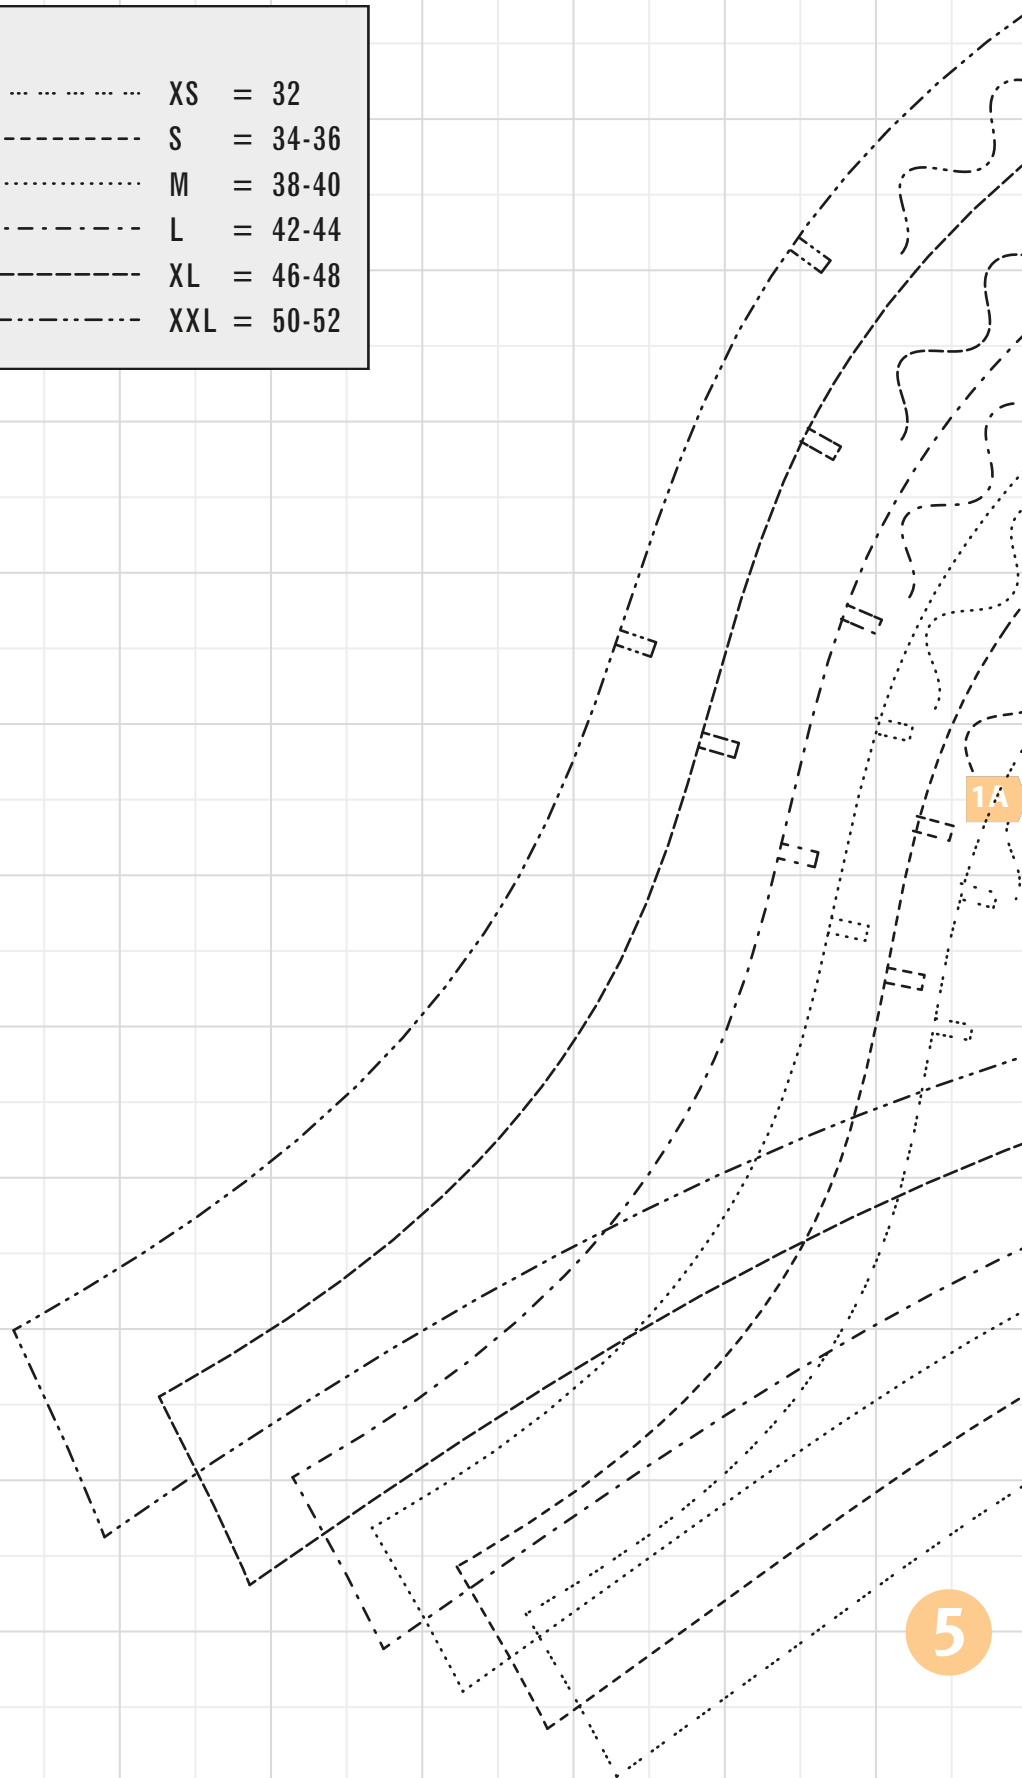 XS = 32
S = 34-36
M = 38-40
L = 42-44
XL = 46-48
XXL = 50-52
1A
5